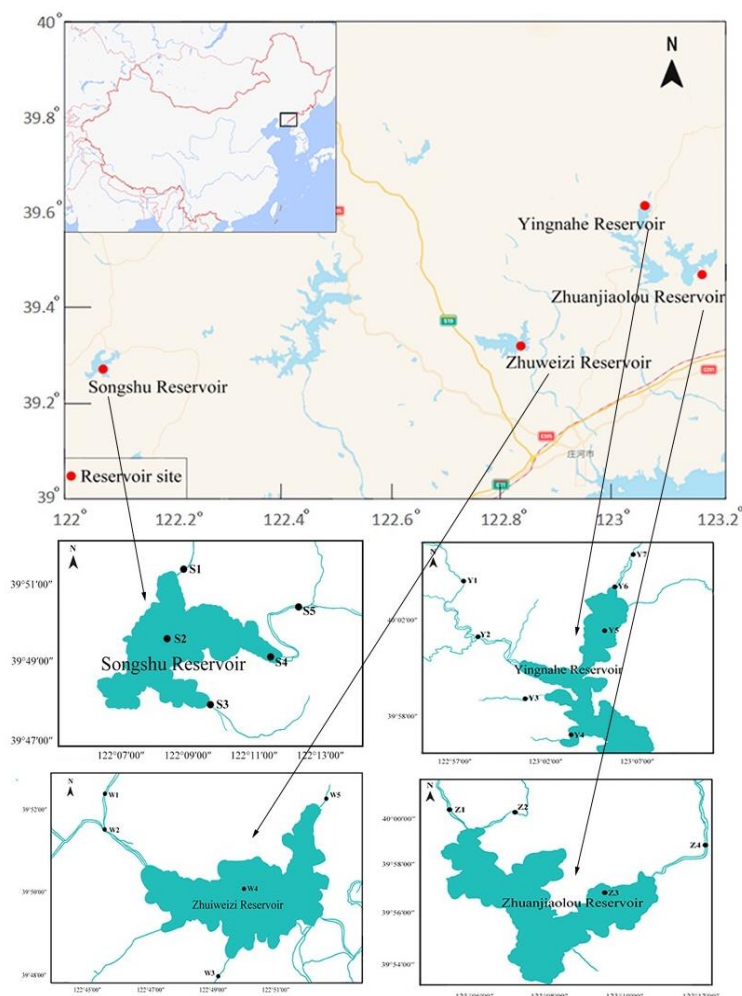 40°
39.8°
39.6°
39.4°
39.2°
39°
122°
122.2°
122.4°
122.6°
122.8°
123°
123.2°
N
Yingnahe Reservoir
Zhuanjiaolou Reservoir
Zhuweizi Reservoir
Songshu Reservoir
庄河市
Reservoir site
N
39°51'00"
39°49'00"
39°47'00"
S1
S2
S3
S4
S5
Songshu Reservoir
122°07'00"
122°09'00"
122°11'00"
122°13'00"
N
39°58'00"
Y1
Y2
Y3
Y4
Y5
Y6
Y7
Yingnahe Reservoir
122°57'00"
123°02'00"
123°07'00"
N
39°52'00"
39°50'00"
39°48'00"
W1
W2
W3
W4
W5
Zhuiweizi Reservoir
122°45'00"
122°47'00"
122°49'00"
122°51'00"
N
40°00'00"
39°58'00"
39°56'00"
39°54'00"
Z1
Z2
Z3
Z4
Zhuanjiaolou Reservoir